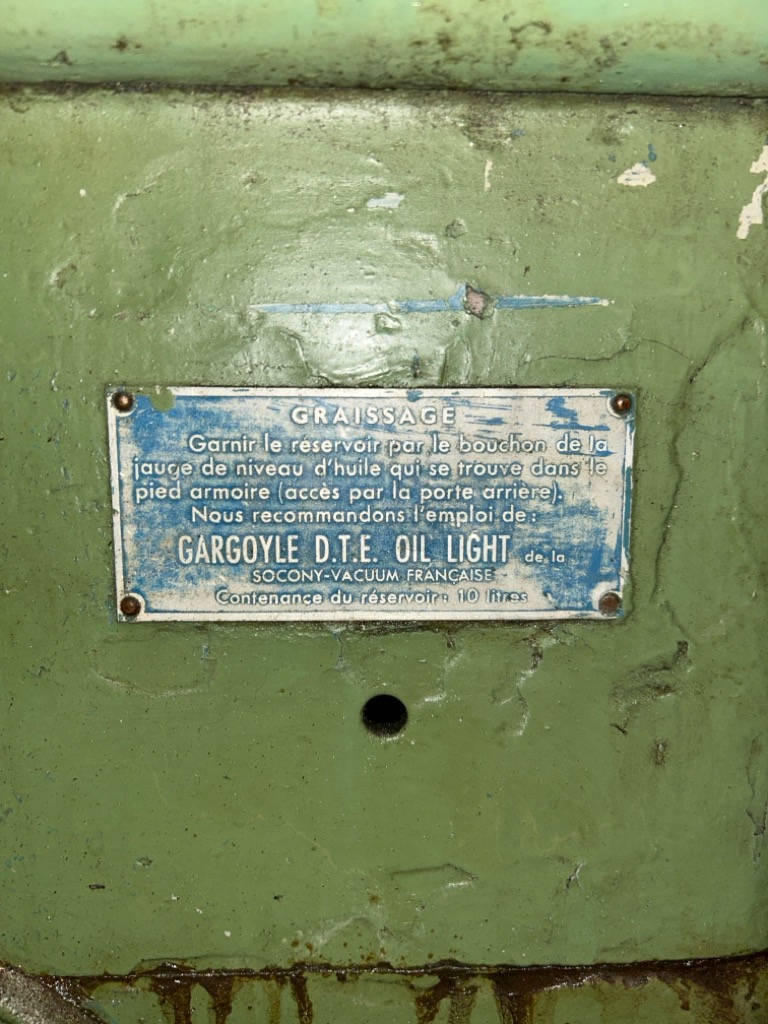 GRAISSAGE
Garnir le réservoir par le bouchon de la
jauge de niveau d'huile qui se trouve dans le
pied armoire (accès par la porte arrière).
Nous recommandons l'emploi de :
GARGOYLE D.T.E. OIL LIGHT de la
SOCONY-VACUUM FRANÇAISE
Contenance du réservoir : 10 litres